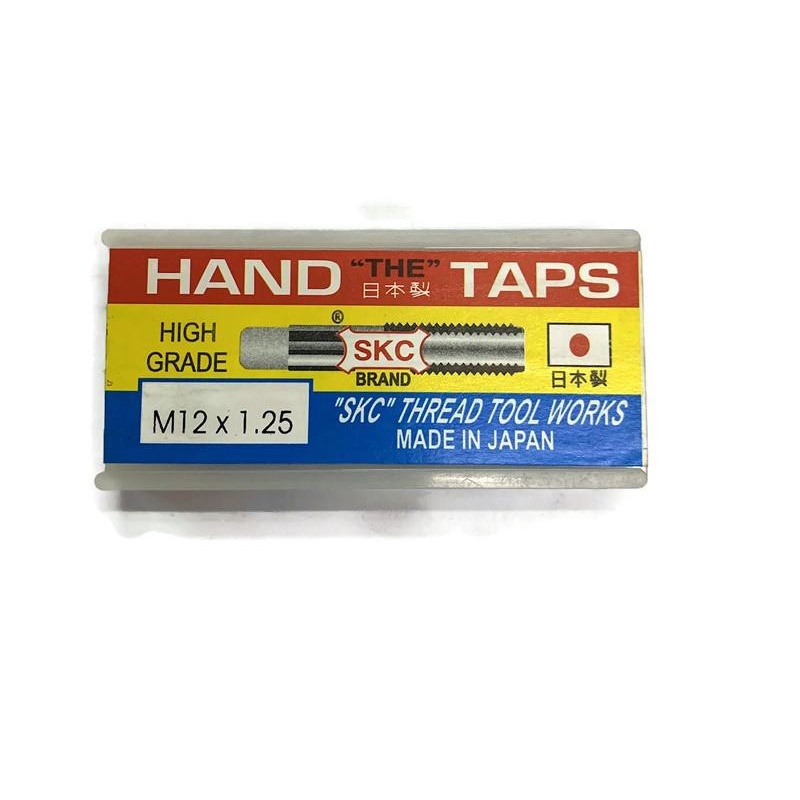 HAND "THE" TAPS
日本製
HIGH
GRADE
®
SKC
BRAND
日本製
M12 x 1.25
"SKC" THREAD TOOL WORKS
MADE IN JAPAN